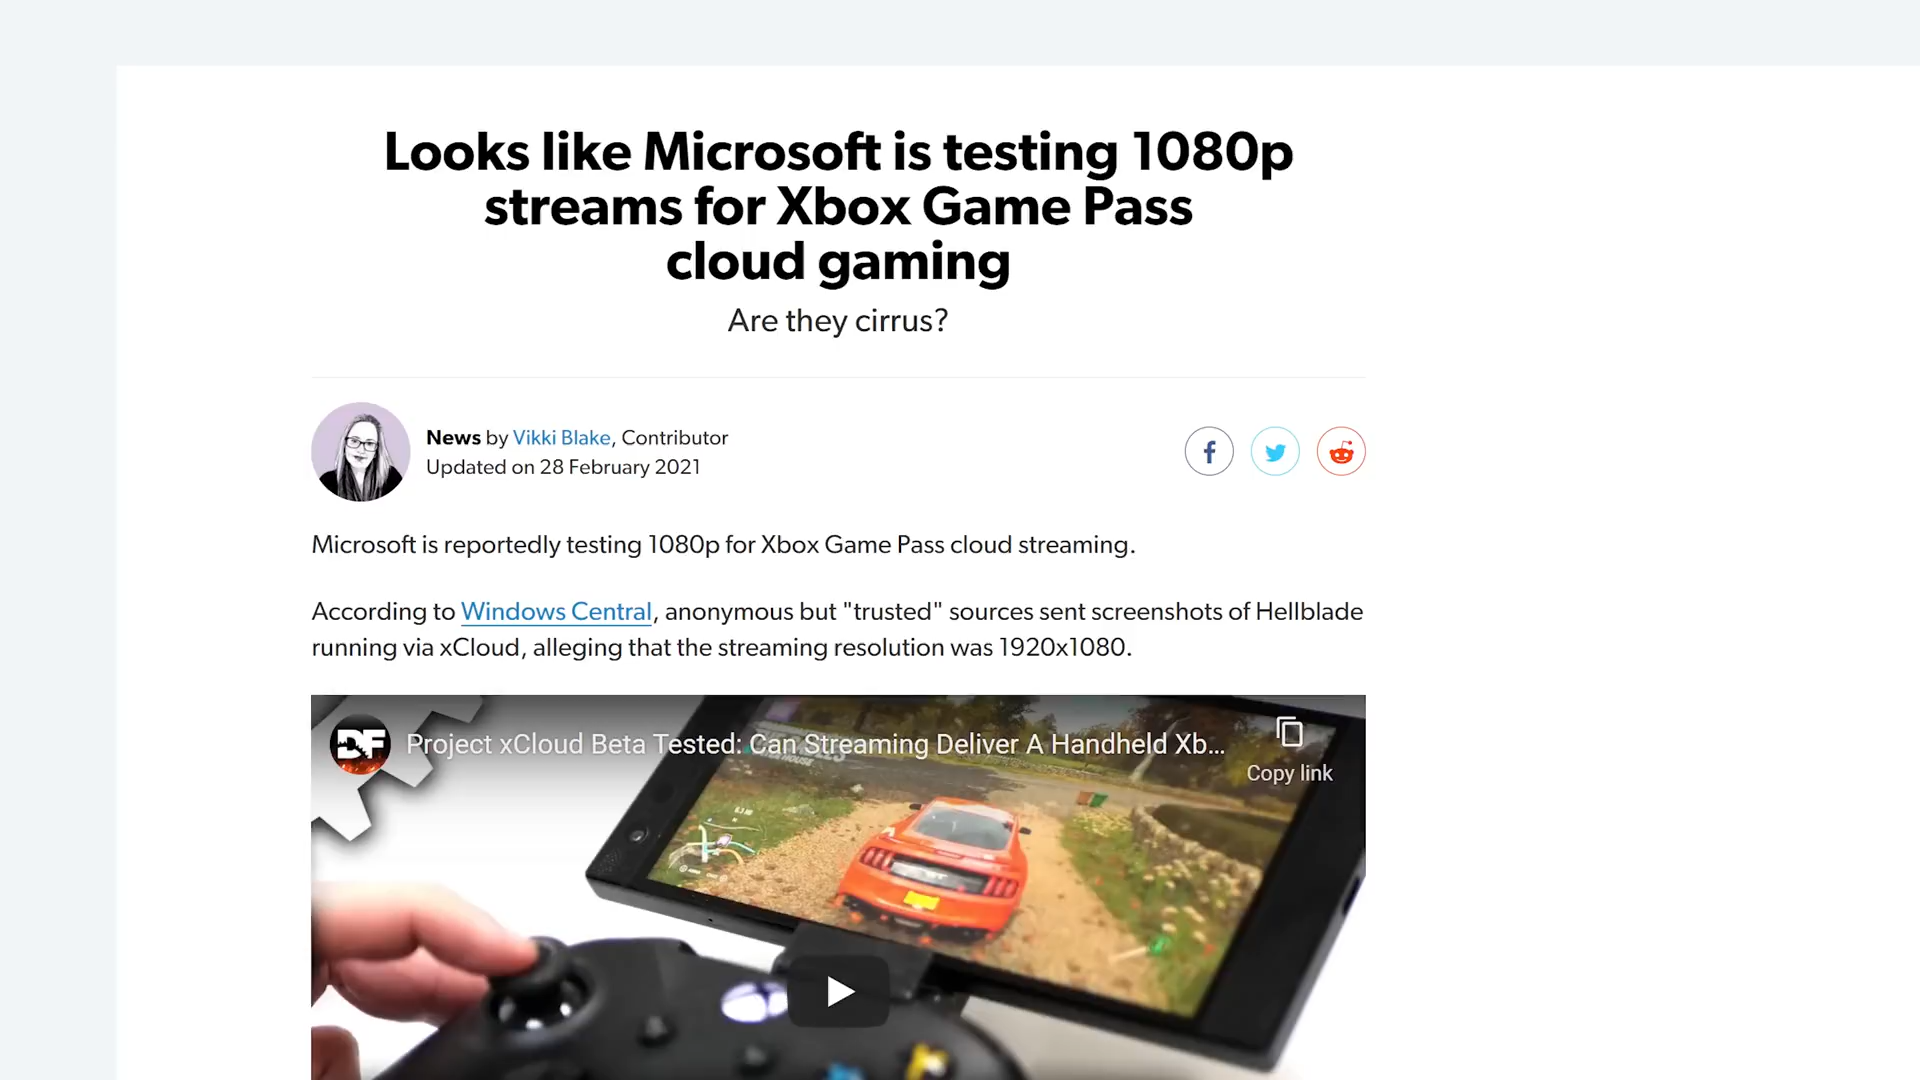 Looks like Microsoft is testing 1080p
streams for Xbox Game Pass
cloud gaming
Are they cirrus?
News by Vikki Blake, Contributor
Updated on 28 February 2021
Microsoft is reportedly testing 1080p for Xbox Game Pass cloud streaming.
According to Windows Central, anonymous but "trusted" sources sent screenshots of Hellblade
running via xCloud, alleging that the streaming resolution was 1920x1080.
DF
Project xCloud Beta Tested: Can Streaming Deliver A Handheld Xb...
Copy link